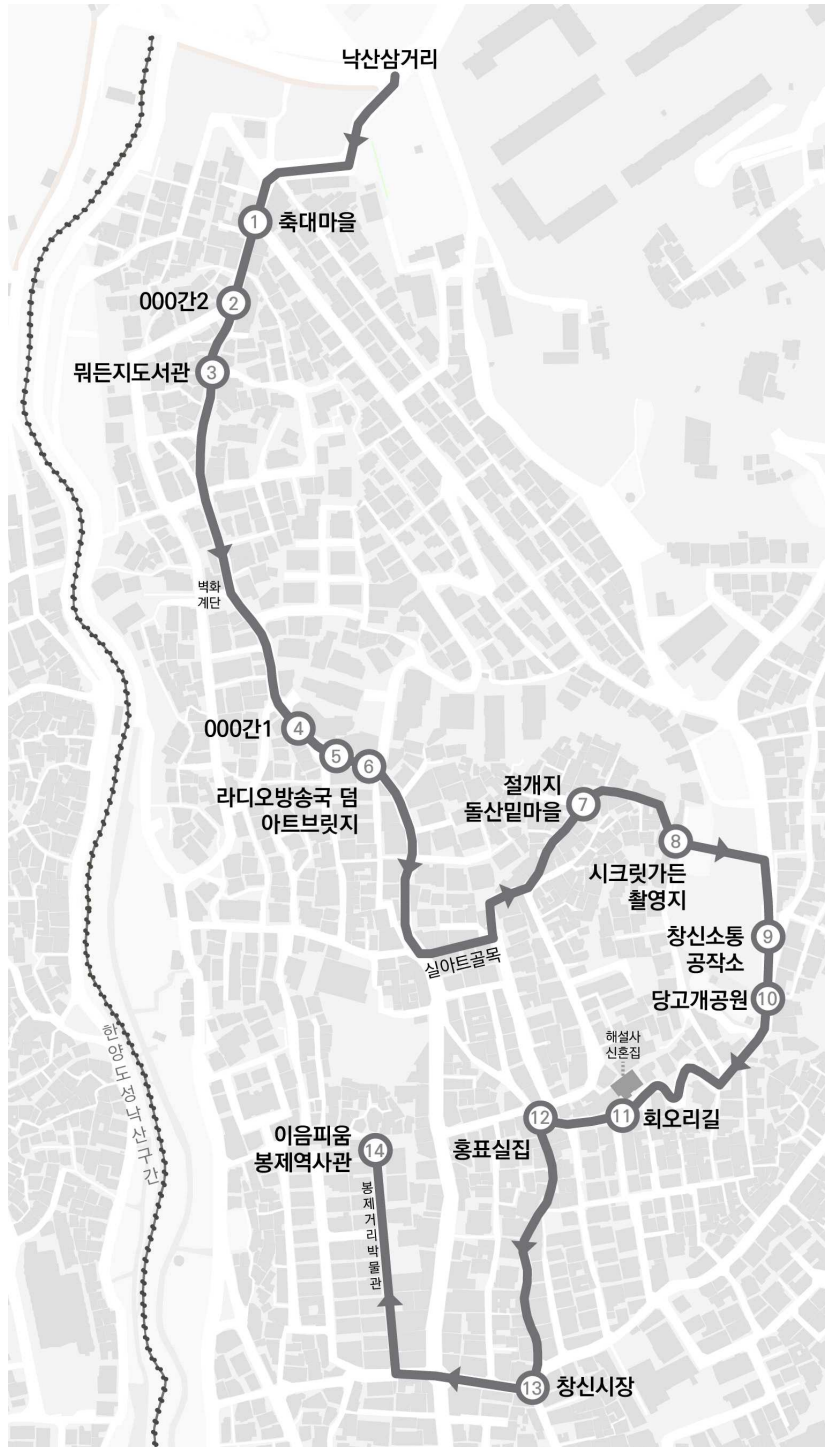 낙산삼거리
1 축대마을
000간2 2
뭐든지도서관 3
벽화
계단
000간1 4
5 6
라디오방송국 덤
아트브릿지
절개지
돌산밑마을 7
8
시크릿가든
촬영지
실아트골목
창신소통
공작소 9
당고개공원 10
해설사
신혼집
11 회오리길
12
홍표실집
이음피움
봉제역사관 14
봉제거리박물관
13 창신시장
한양도성낙산구간